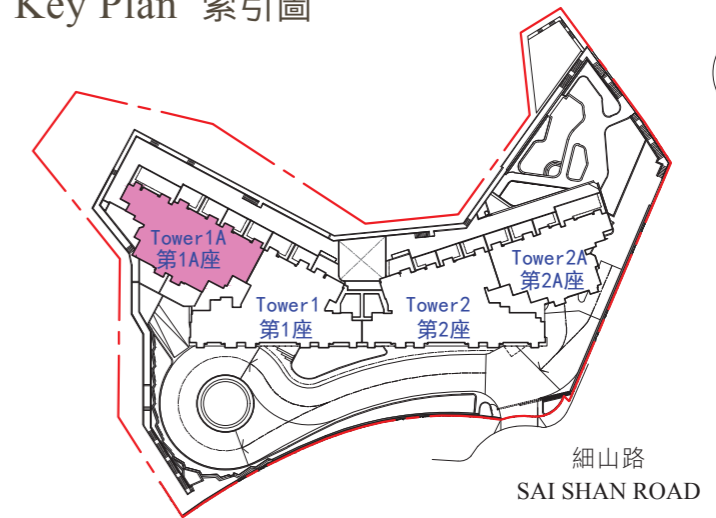 Key Plan 索引圖
Tower1A
第1A座
Tower2A
第2A座
Tower1
第1座
Tower2
第2座
細山路
SAI SHAN ROAD